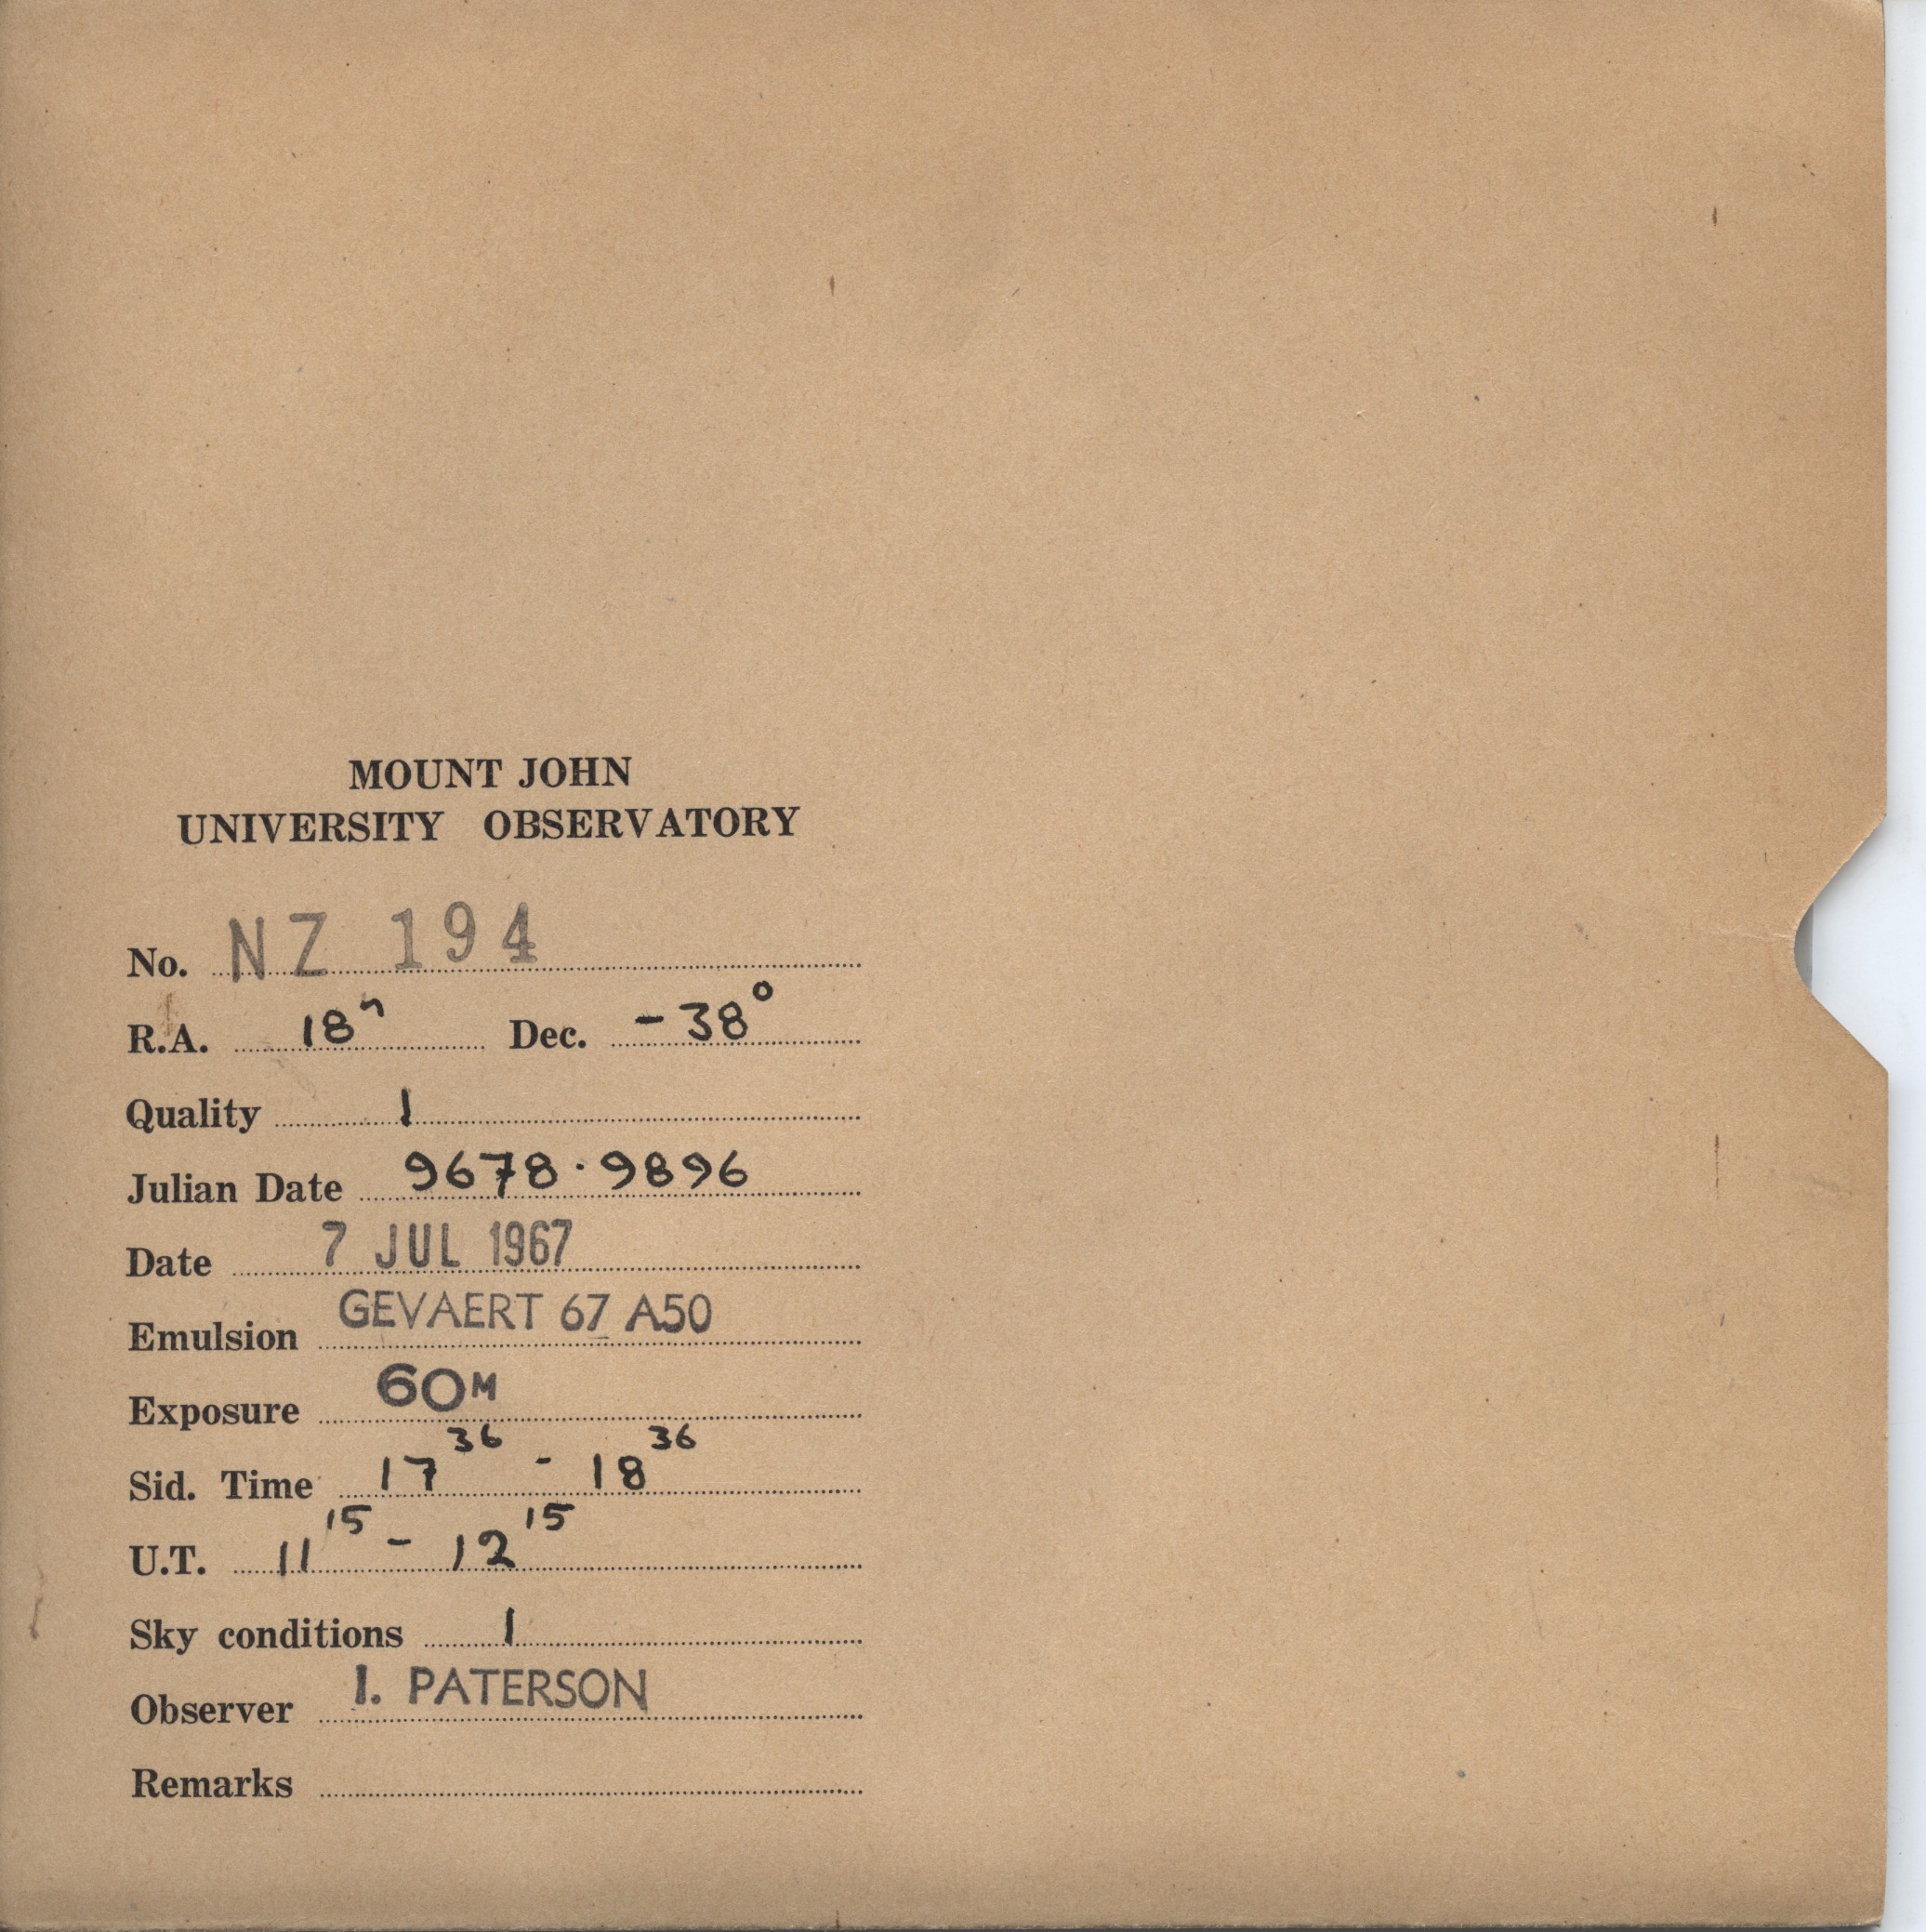 MOUNT JOHN
UNIVERSITY OBSERVATORY
No. NZ 194
R.A. 18ʰ Dec. -38°
Quality 1
Julian Date 9678.9896
Date 7 JUL 1967
Emulsion GEVAERT 67 A50
Exposure 60M
Sid. Time 17 36 - 18 36
U.T. 11 15 - 12 15
Sky conditions 1
Observer I. PATERSON
Remarks